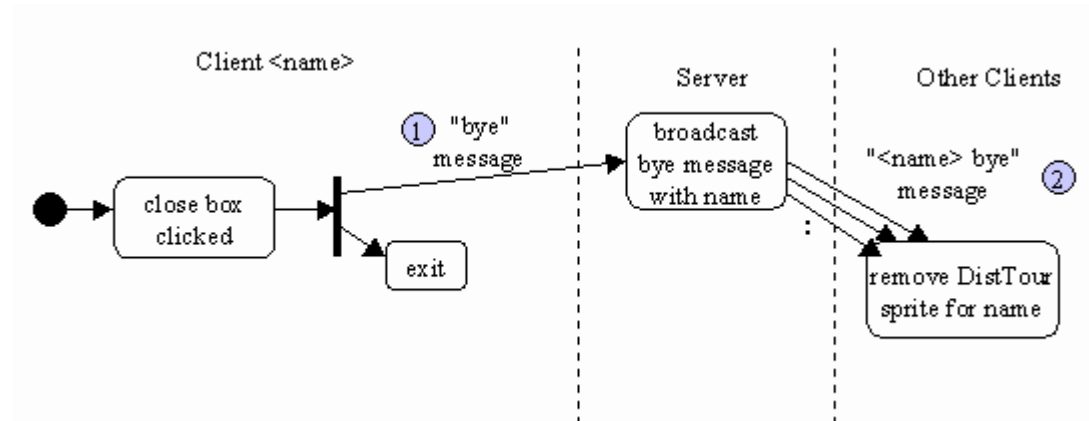 Client <name>
Server
Other Clients
1
"bye"
message
broadcast
bye message
with name
"<name> bye"
message
2
close box
clicked
exit
:
remove DistTour
sprite for name